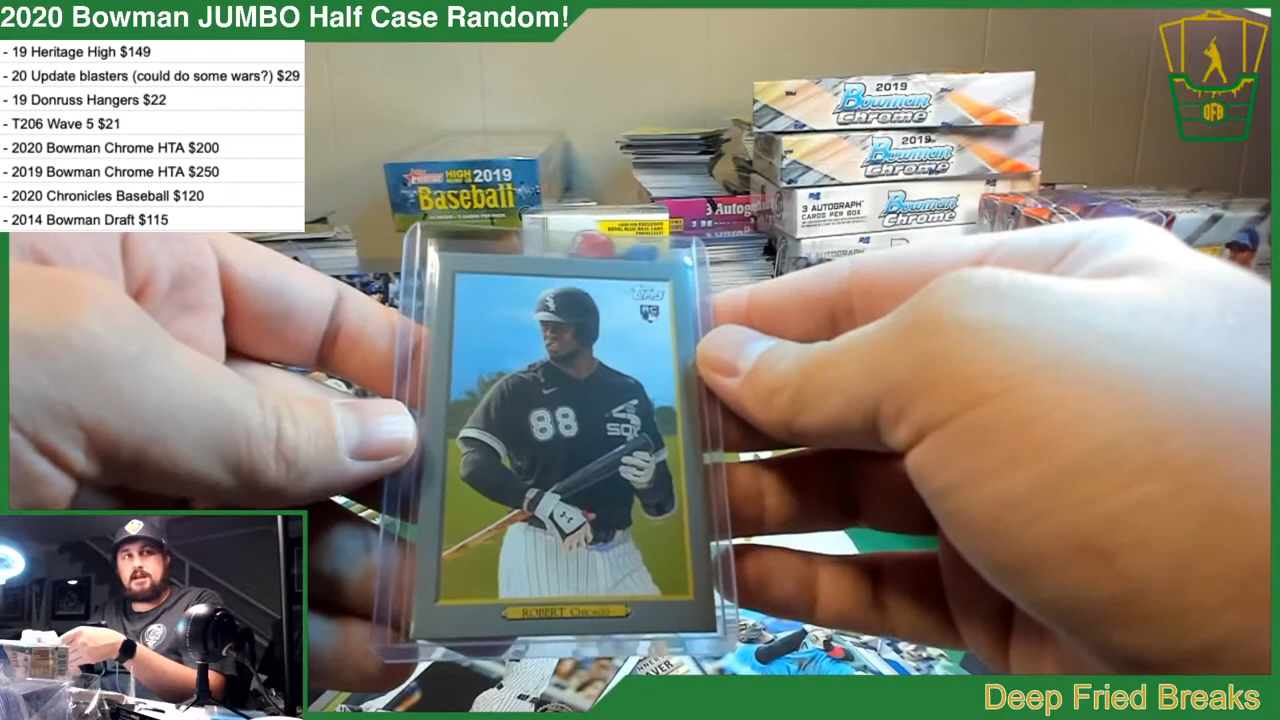 2020 Bowman JUMBO Half Case Random!
- 19 Heritage High $149
- 20 Update blasters (could do some wars?) $29
- 19 Donruss Hangers $22
- T206 Wave 5 $21
- 2020 Bowman Chrome HTA $200
- 2019 Bowman Chrome HTA $250
- 2020 Chronicles Baseball $120
- 2014 Bowman Draft $115
DFB
2019
Bowman
Chrome
2019
Bowman
Chrome
3 AUTOGRAPH
CARDS PER BOX
Bowman
Chrome
HIGH
2019
Baseball
3 Autog
Topps
RC
88
SOX
ROBERT Chicago
Deep Fried Breaks